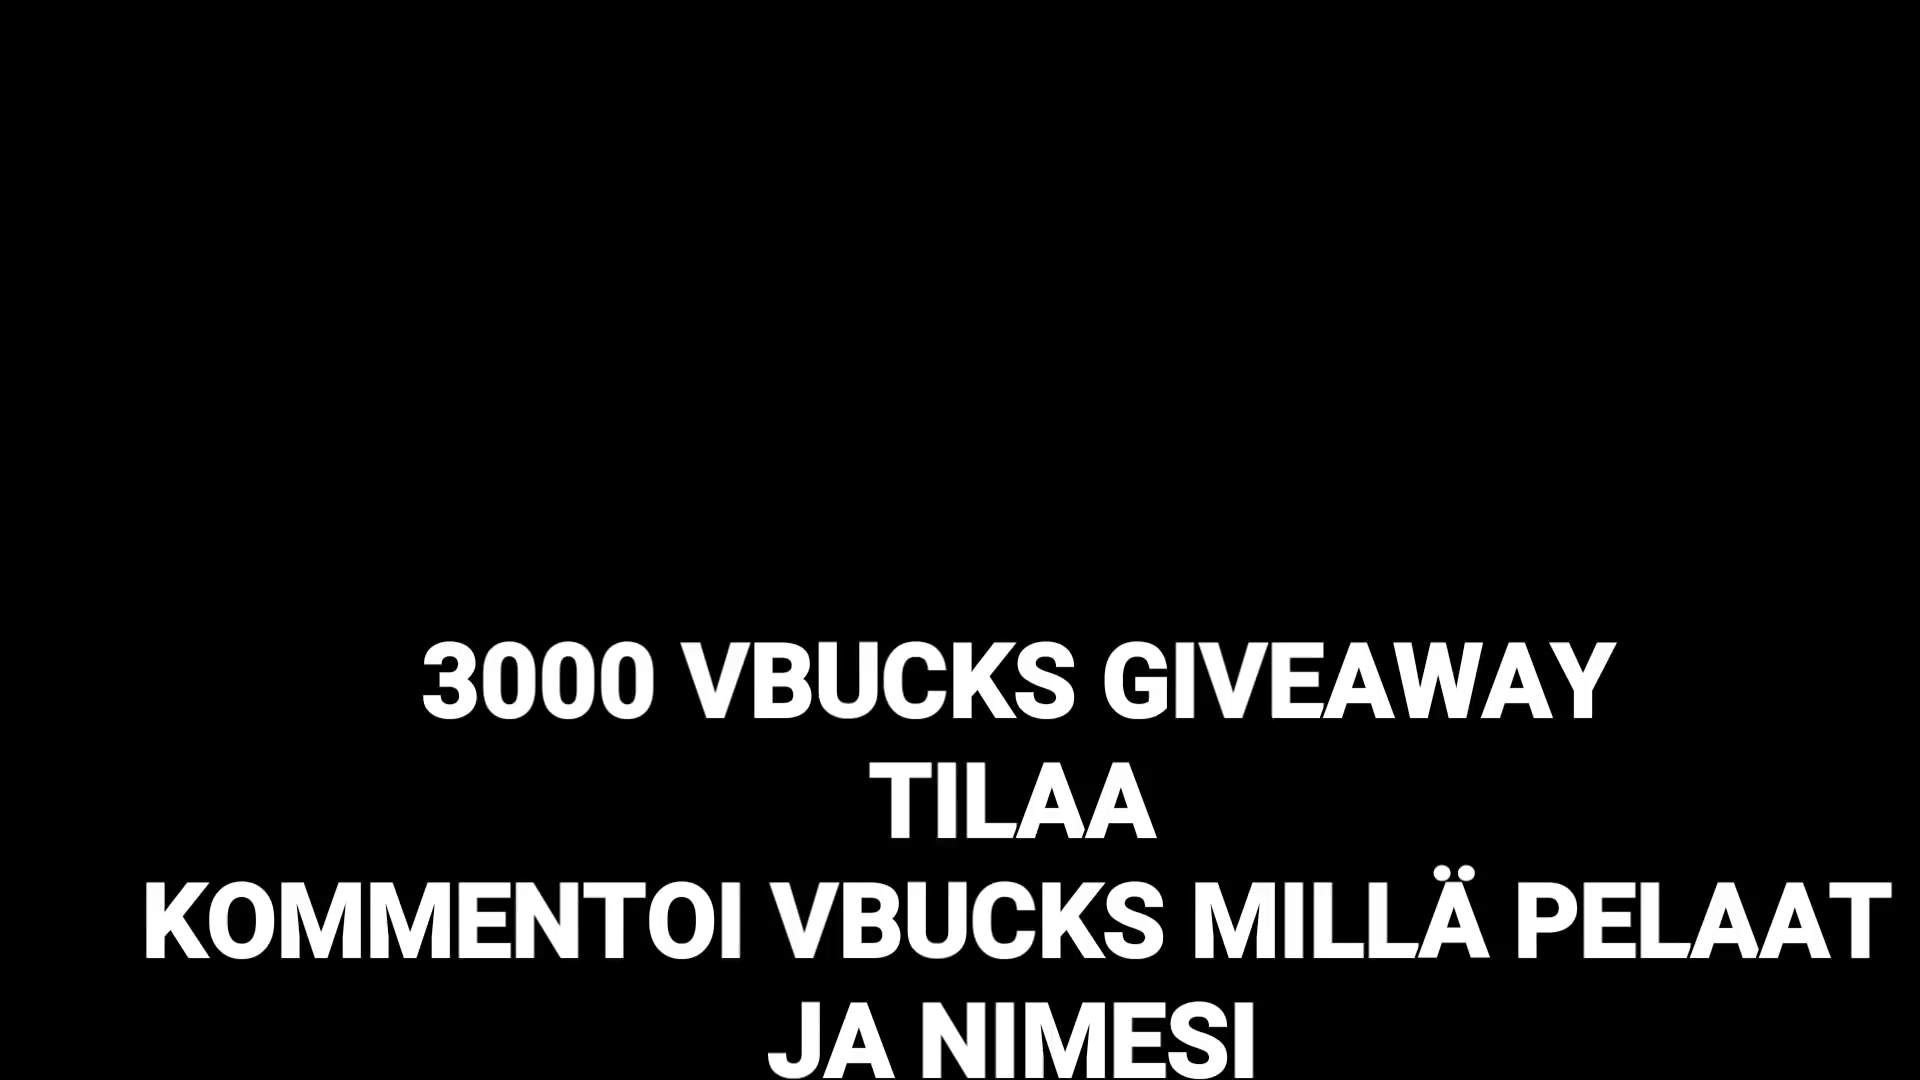 3000 VBUCKS GIVEAWAY
TILAA
KOMMENTOI VBUCKS MILLÄ PELAAT
JA NIMESI